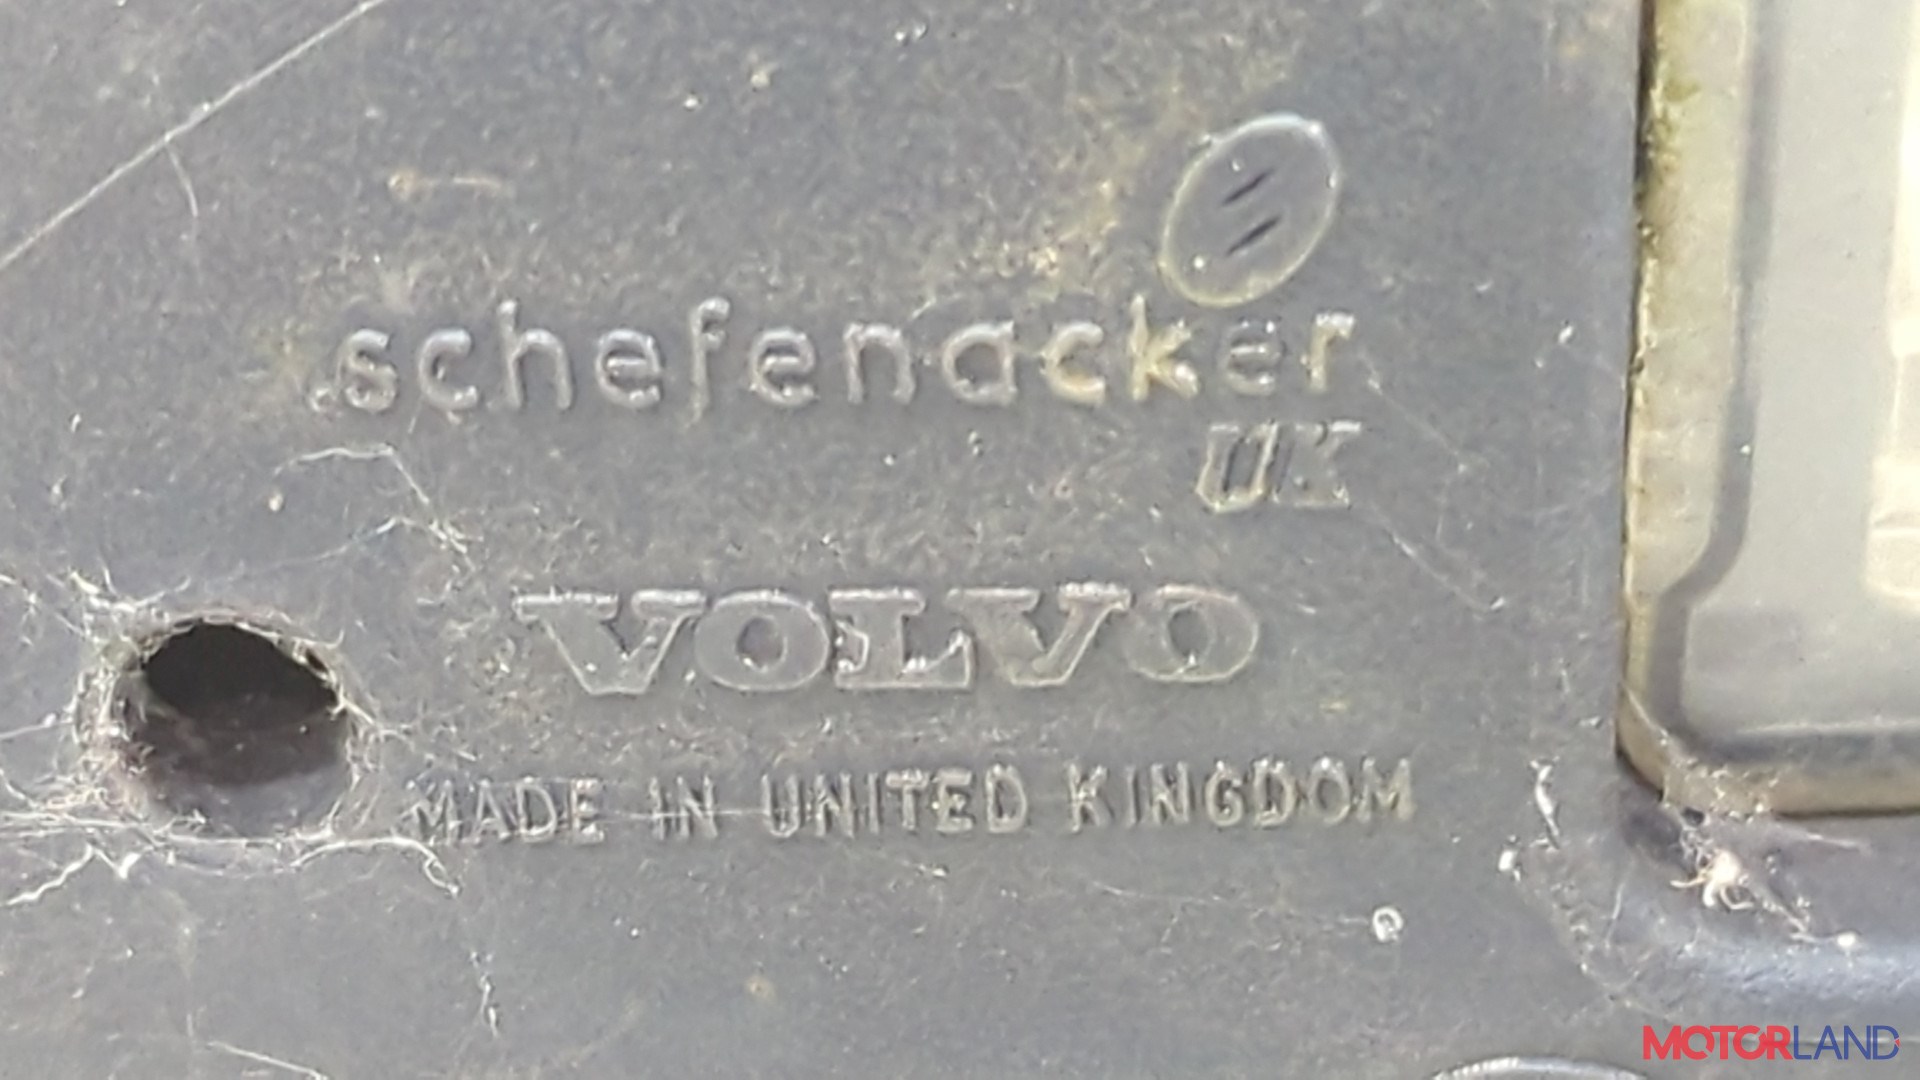 schefenacker
UK
VOLVO
MADE IN UNITED KINGDOM
MOTORLAND